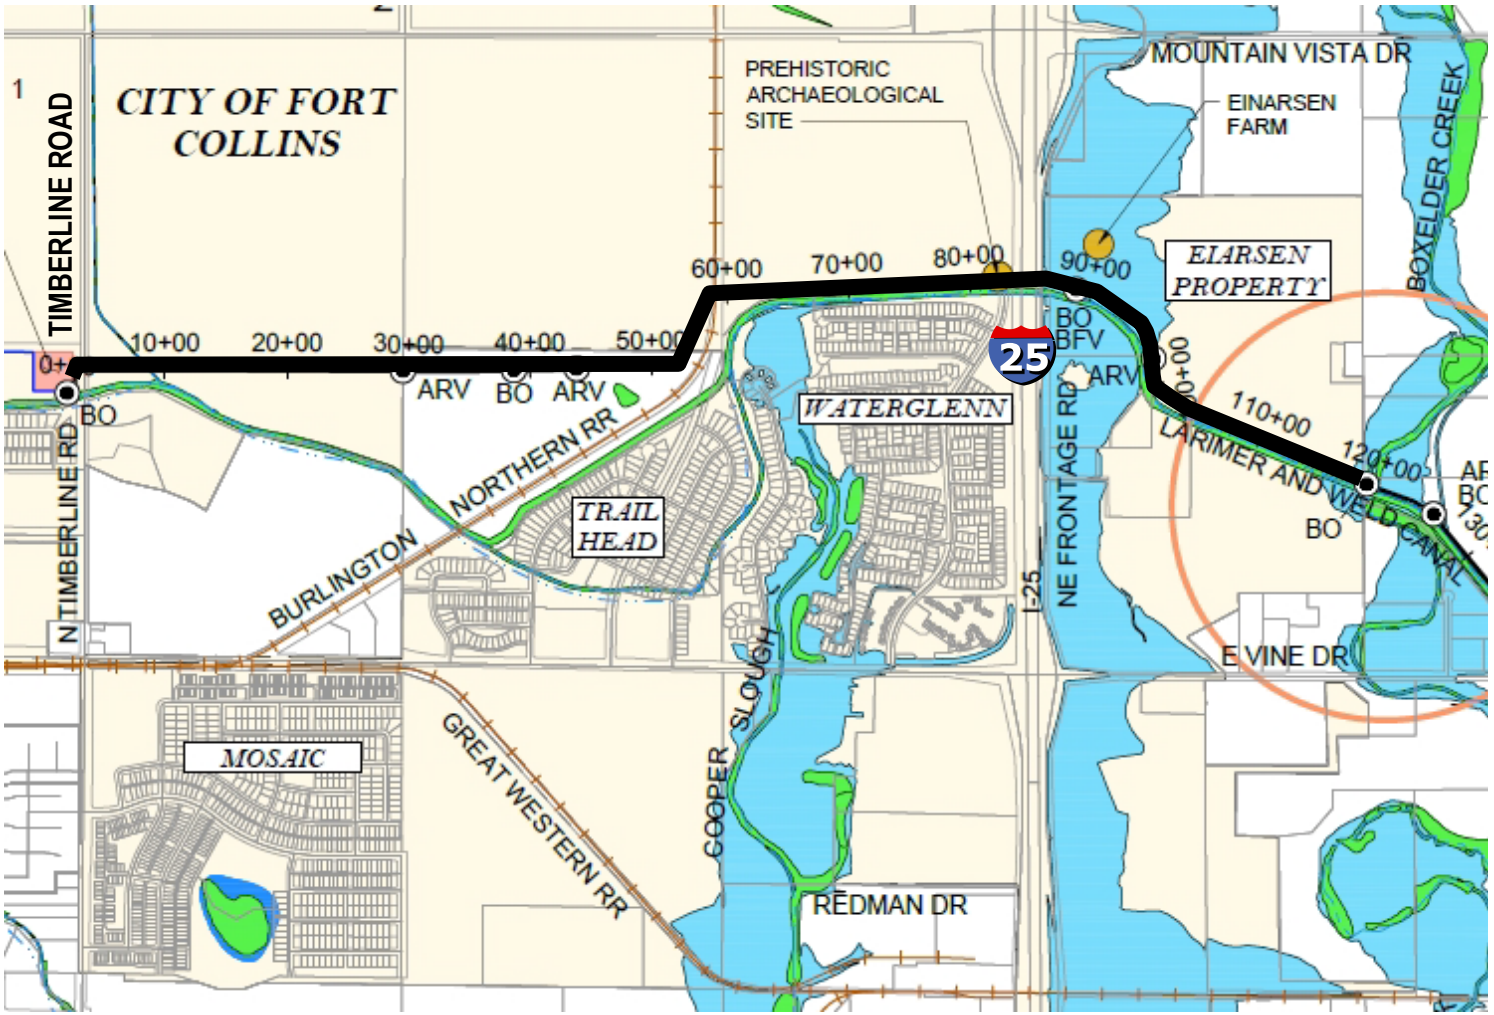 MOUNTAIN VISTA DR
PREHISTORIC
ARCHAEOLOGICAL
SITE
1
CITY OF FORT
COLLINS
TIMBERLINE ROAD
EINARSEN
FARM
BOXELDER CREEK
EIARSEN
PROPERTY
0+
10+00
20+00
30+00
40+00
50+00
60+00
70+00
80+00
90+00
BO
ARV
BO
ARV
BO
BFV
25
ARV
110+00
120+00
WATERGLENN
NORTHERN RR
BURLINGTON
TRAIL
HEAD
N TIMBERLINE RD
NE FRONTAGE RD
I-25
LARIMER AND WELD CANAL
BO
E VINE DR
MOSAIC
GREAT WESTERN RR
COOPER SLOUGH
REDMAN DR